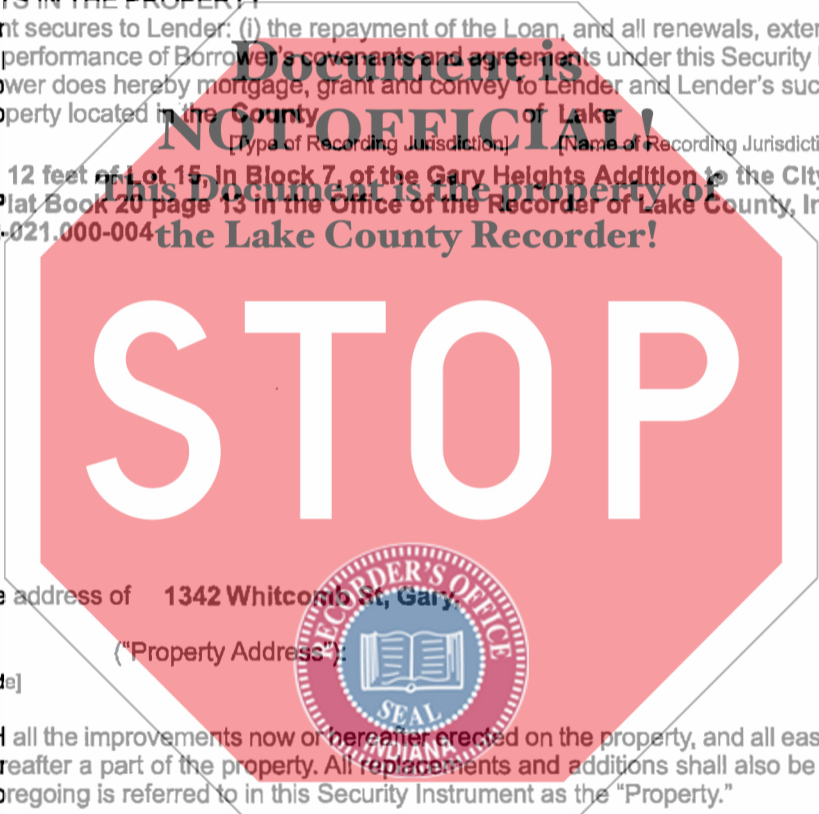 TS IN THE PROPERTY
nt secures to Lender: (i) the repayment of the Loan, and all renewals, exter
performance of Borrower's covenants and agreements under this Security
ower does hereby mortgage, grant and convey to Lender and Lender's suc
operty located in the County of Lake
[Type of Recording Jurisdiction] [Name of Recording Jurisdicti
12 feet of Lot 15, in Block 7, of the Gary Heights Addition to the City
Plat Book 20 page 13 in the Office of the Recorder of Lake County, In
-021.000-004
Document is
NOT OFFICIAL!
This Document is the property of
the Lake County Recorder!
STOP
e address of 1342 Whitcomb St, Gary,
("Property Address"):
de]
RECORDER'S OFFICE
SEAL
INDIANA
all the improvements now or hereafter erected on the property, and all eas
reafter a part of the property. All replacements and additions shall also be
oregoing is referred to in this Security Instrument as the "Property."